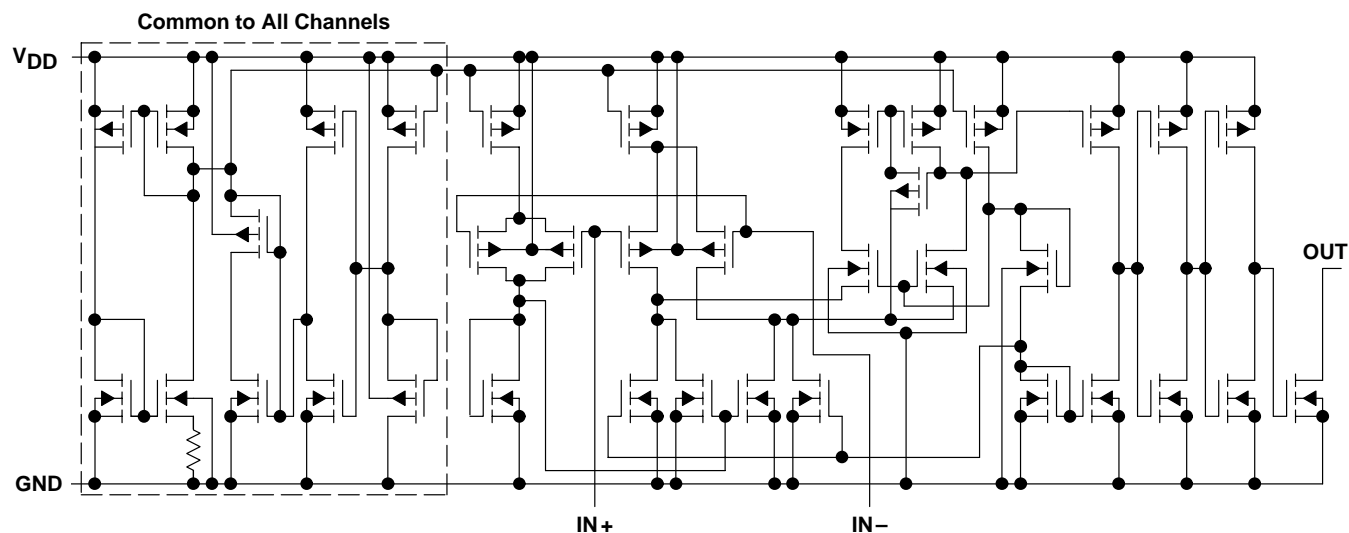 Common to All Channels
VDD
OUT
GND
IN+
IN−